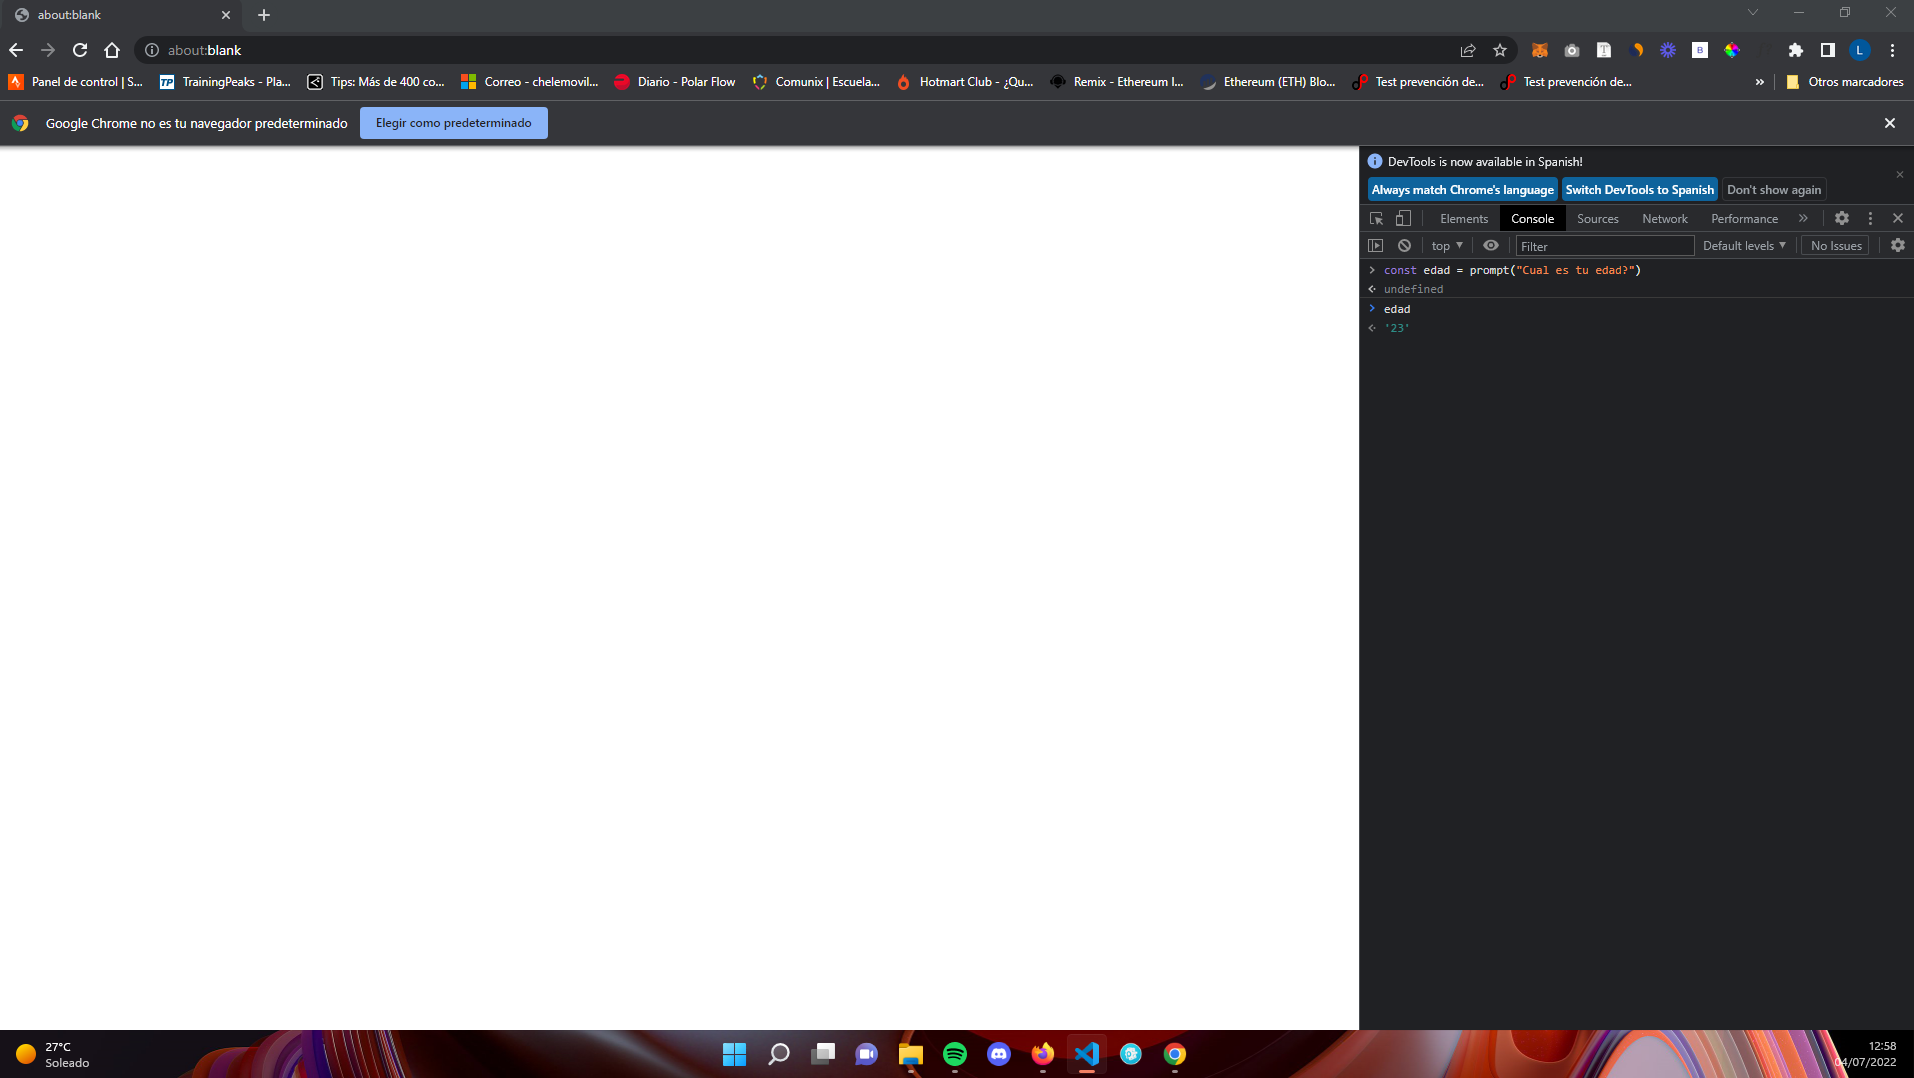 about:blank
about:blank
Panel de control | S... TrainingPeaks - Pla... Tips: Más de 400 co... Correo - chelemovil... Diario - Polar Flow Comunix | Escuela... Hotmart Club - ¿Qu... Remix - Ethereum I... Ethereum (ETH) Blo... Test prevención de... Test prevención de... » Otros marcadores
Google Chrome no es tu navegador predeterminado Elegir como predeterminado
DevTools is now available in Spanish!
Always match Chrome's language Switch DevTools to Spanish Don't show again
Elements Console Sources Network Performance »
top Filter Default levels No Issues
const edad = prompt("Cual es tu edad?")
undefined
edad
'23'
27°C
Soleado
12:58
04/07/2022